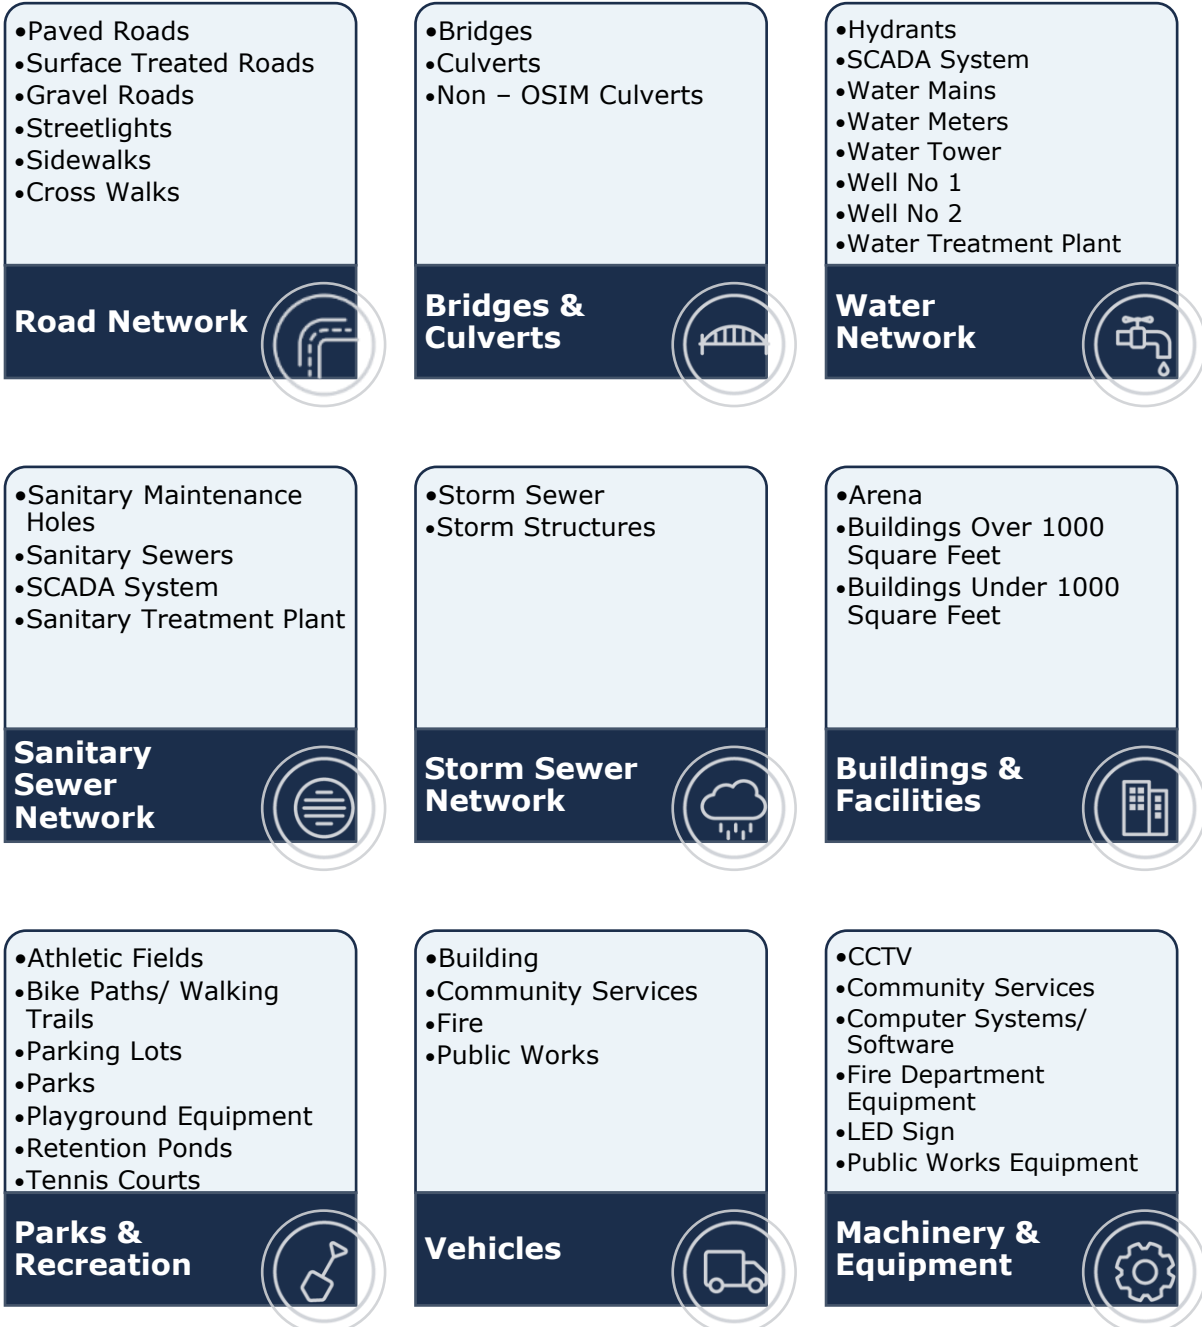 •Paved Roads
•Surface Treated Roads
•Gravel Roads
•Streetlights
•Sidewalks
•Cross Walks
Road Network
•Bridges
•Culverts
•Non – OSIM Culverts
Bridges &
Culverts
•Hydrants
•SCADA System
•Water Mains
•Water Meters
•Water Tower
•Well No 1
•Well No 2
•Water Treatment Plant
Water
Network
•Sanitary Maintenance
Holes
•Sanitary Sewers
•SCADA System
•Sanitary Treatment Plant
Sanitary
Sewer
Network
•Storm Sewer
•Storm Structures
Storm Sewer
Network
•Arena
•Buildings Over 1000
Square Feet
•Buildings Under 1000
Square Feet
Buildings &
Facilities
•Athletic Fields
•Bike Paths/ Walking
Trails
•Parking Lots
•Parks
•Playground Equipment
•Retention Ponds
•Tennis Courts
Parks &
Recreation
•Building
•Community Services
•Fire
•Public Works
Vehicles
•CCTV
•Community Services
•Computer Systems/
Software
•Fire Department
Equipment
•LED Sign
•Public Works Equipment
Machinery &
Equipment